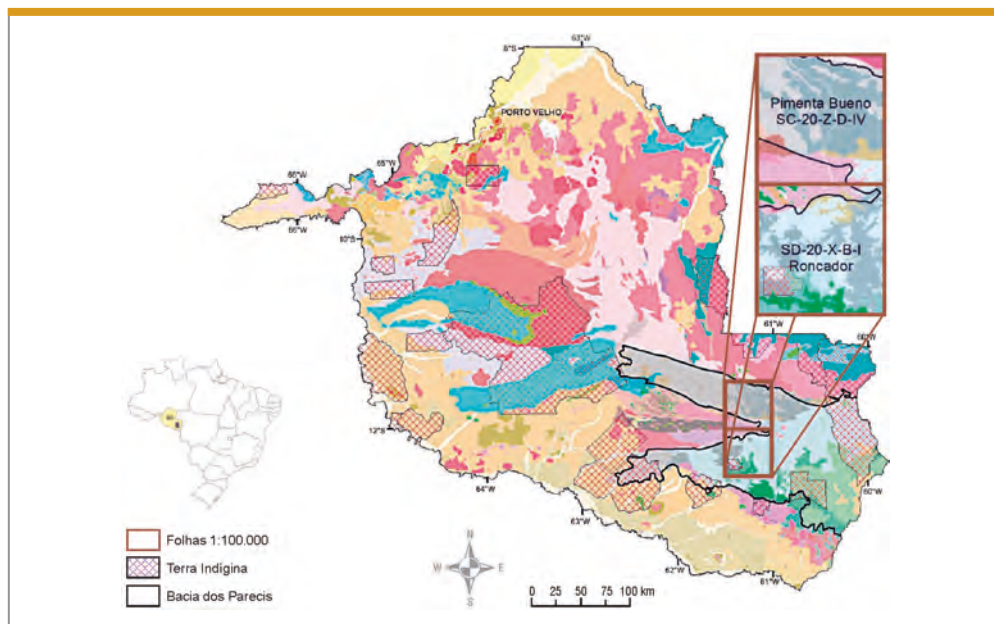 8°S
63°W
PORTO VELHO
65°W
66°W
66°W
10°S
12°S
64°W
63°W
62°W
61°W
61°W
60°W
60°W
Pimenta Bueno
SC-20-Z-D-IV
SD-20-X-B-I
Roncador
Folhas 1:100.000
Terra Indígina
Bacia dos Parecis
N
W
E
S
0 25 50 75 100 km